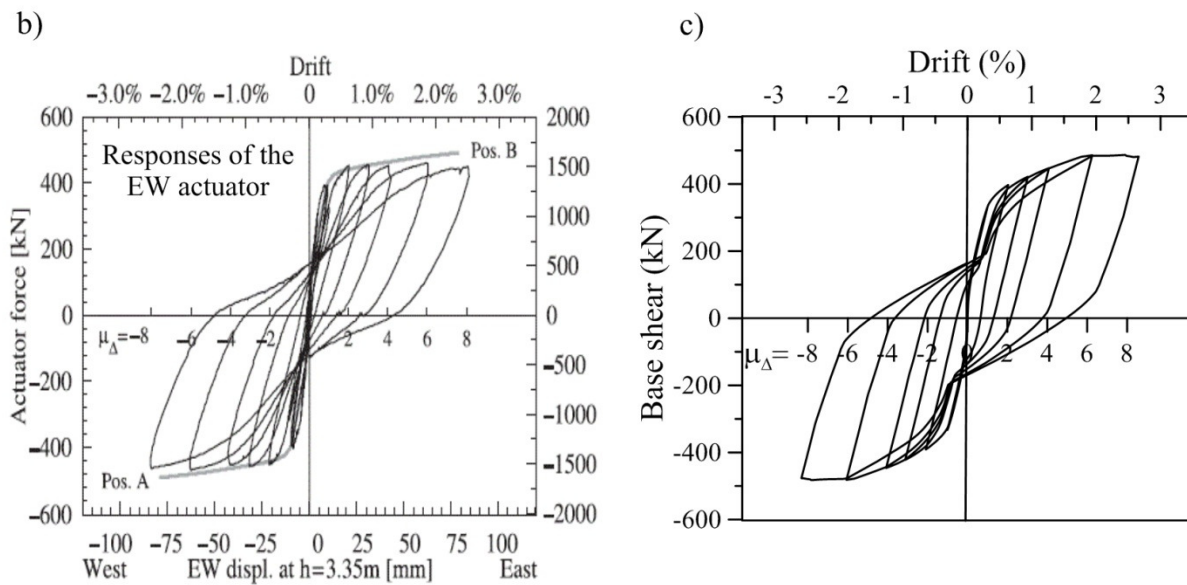 b)
Drift
–3.0% –2.0% –1.0% 0 1.0% 2.0% 3.0%
600 2000
Responses of the
EW actuator
Pos. B
400 1500
1000
200 500
0 0
μΔ=–8 –6 –4 –2 2 4 6 8
–500
–200 –1000
–400 –1500
Pos. A
–600 –2000
Actuator force [kN]
–100 –75 –50 –25 0 25 50 75 100
West EW displ. at h=3.35m [mm] East
c)
Drift (%)
-3 -2 -1 0 1 2 3
600
400
200
0
μΔ= -8 -6 -4 -2 0 2 4 6 8
-200
-400
-600
Base shear (kN)